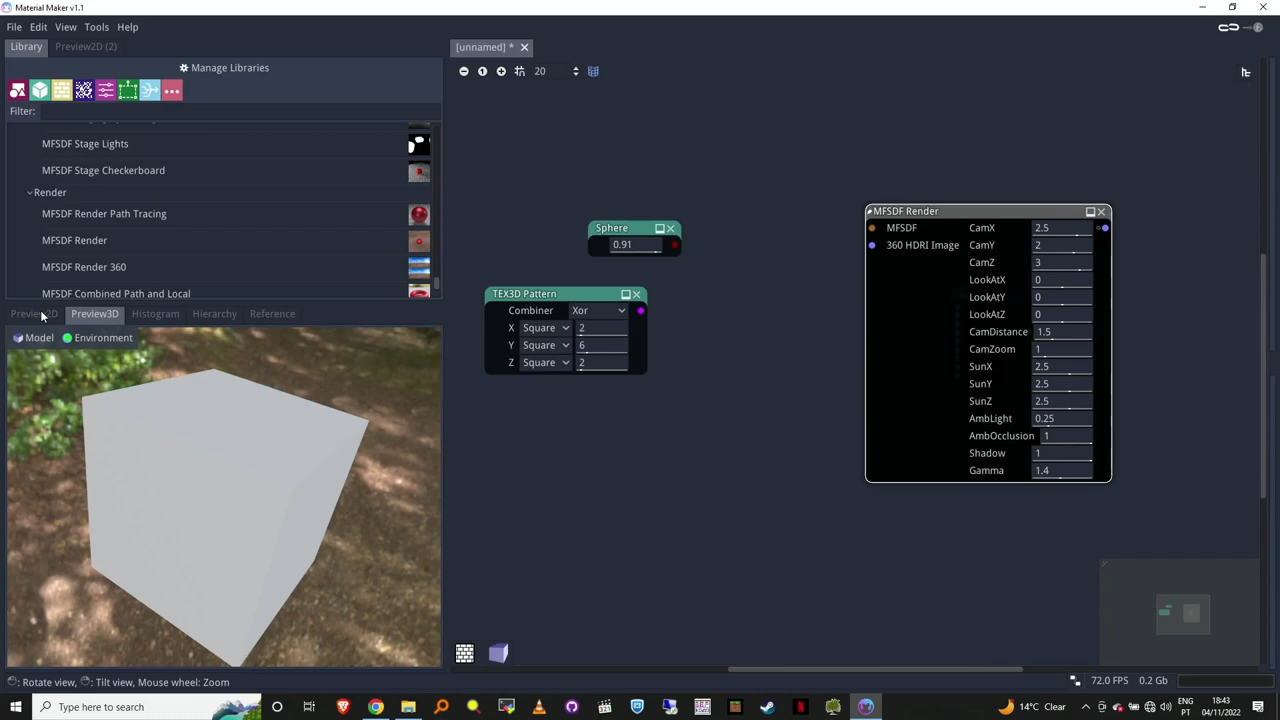 Material Maker v1.1
File Edit View Tools Help
Library Preview2D (2)
[unnamed] *
Manage Libraries
20
Filter:
MFSDF Stage Lights
MFSDF Stage Checkerboard
Render
MFSDF Render Path Tracing
MFSDF Render
MFSDF Render 360
MFSDF Combined Path and Local
Preview2D Preview3D Histogram Hierarchy Reference
Model Environment
Sphere
0.91
TEX3D Pattern
Combiner Xor
X Square 2
Y Square 6
Z Square 2
MFSDF Render
MFSDF CamX 2.5
360 HDRI Image CamY 2
CamZ 3
LookAtX 0
LookAtY 0
LookAtZ 0
CamDistance 1.5
CamZoom 1
SunX 2.5
SunY 2.5
SunZ 2.5
AmbLight 0.25
AmbOcclusion 1
Shadow 1
Gamma 1.4
: Rotate view, : Tilt view, Mouse wheel: Zoom
72.0 FPS 0.2 Gb
Type here to search
14°C Clear
ENG
PT
18:43
04/11/2022